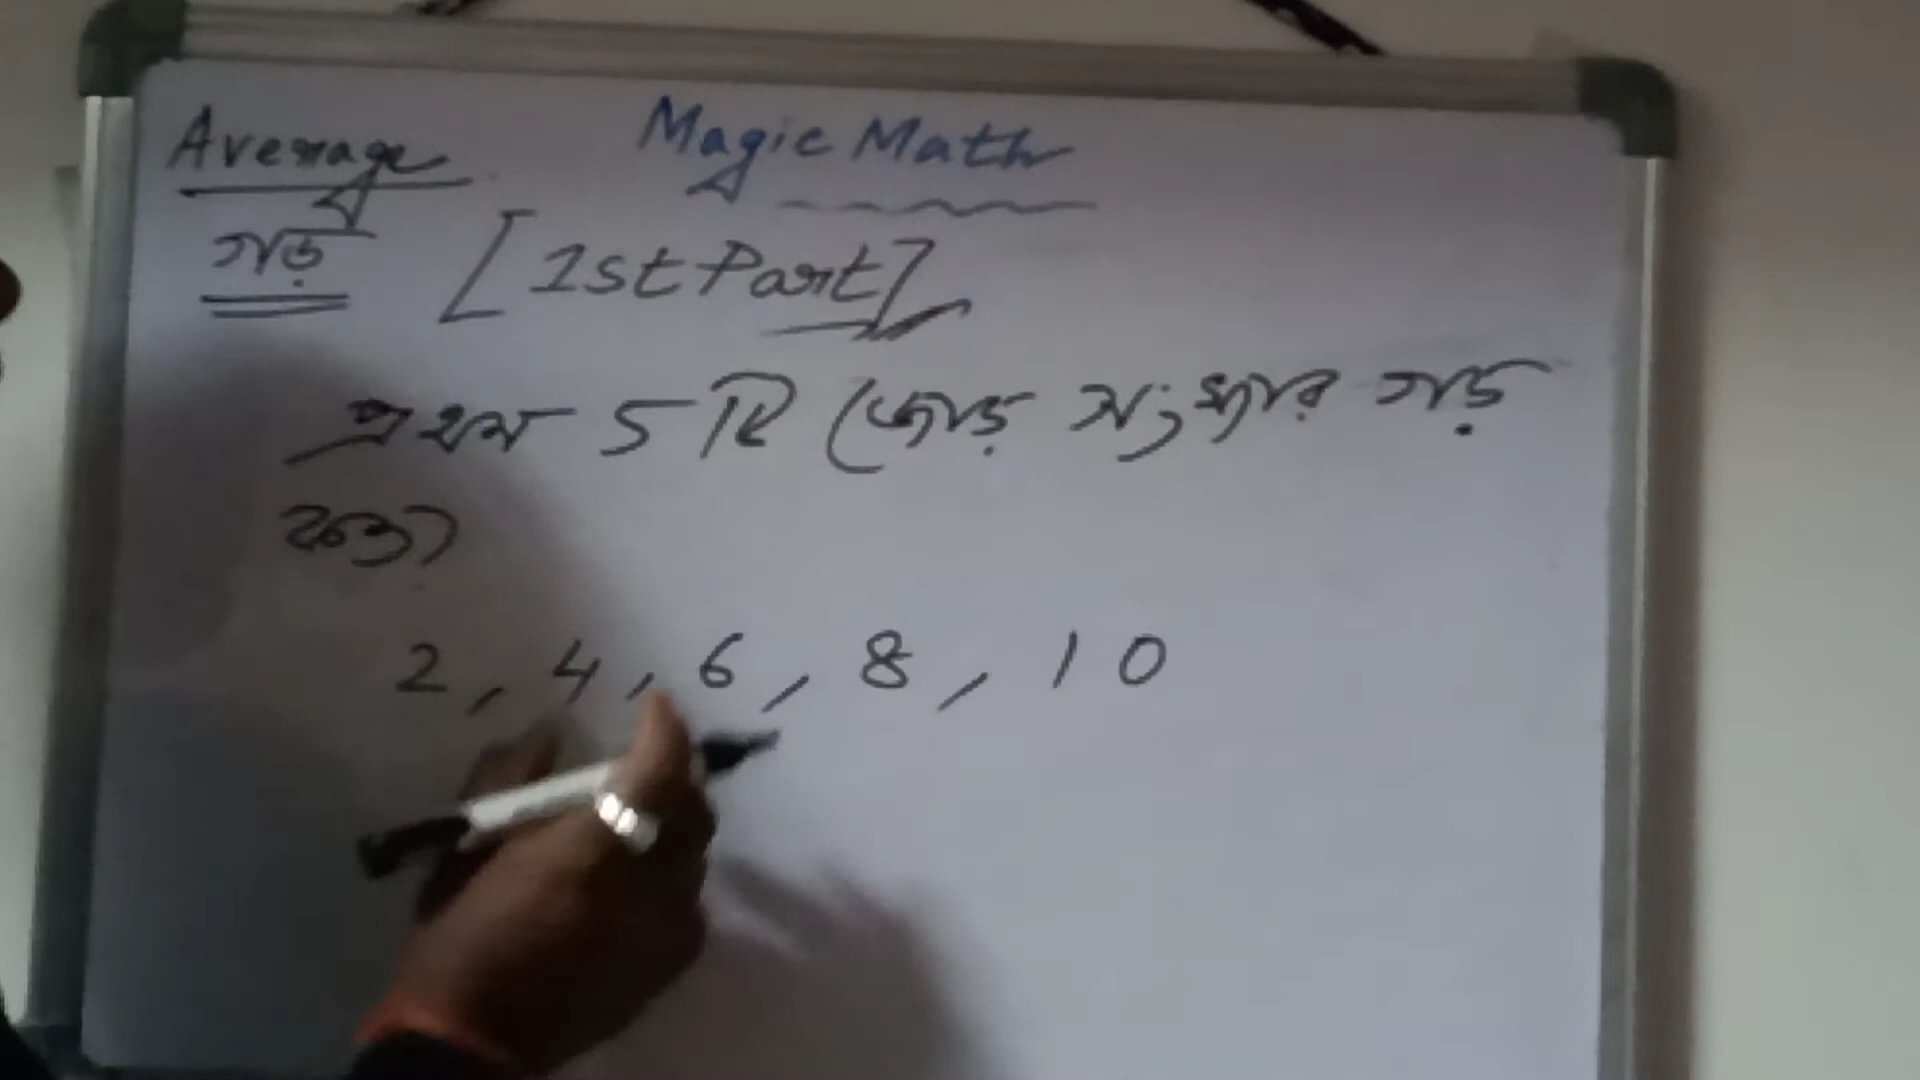 Average
Magic Math
গড়
[1st Part]
প্রথম 5 টি জোড় সংখ্যার গড়
কত?
2, 4, 6, 8, 10